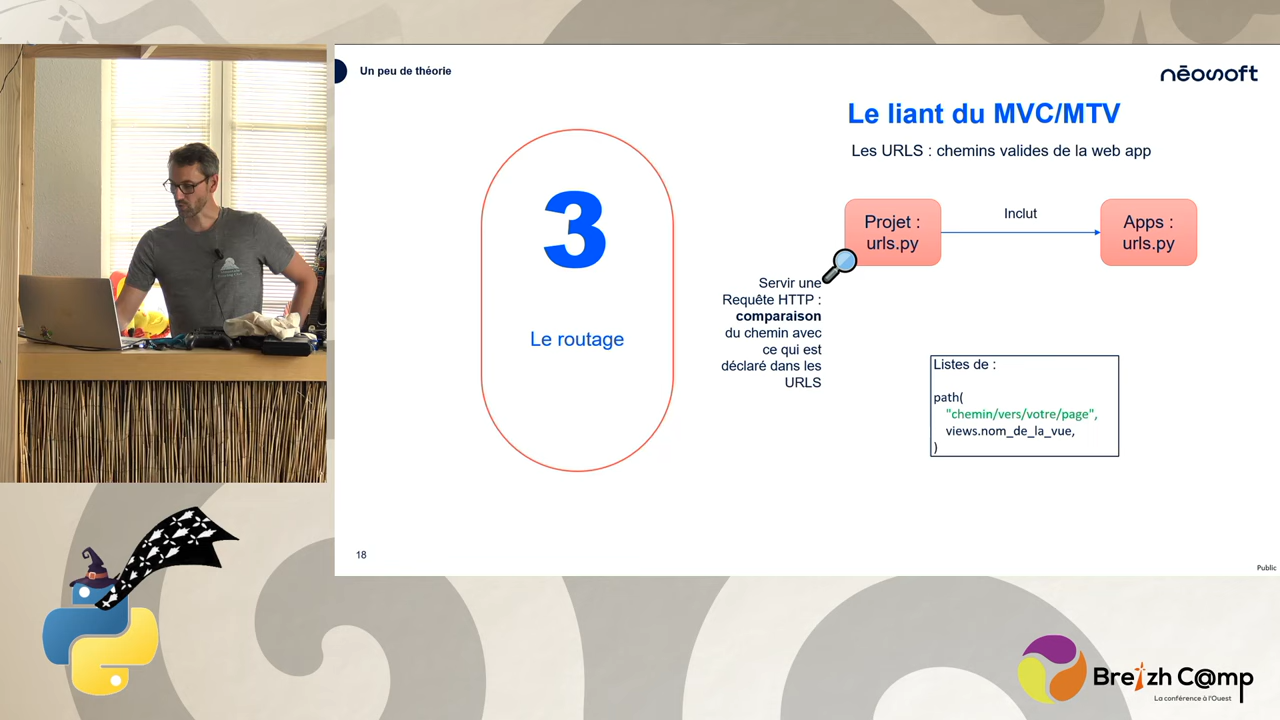 Un peu de théorie
nēosoft
Le liant du MVC/MTV
Les URLS : chemins valides de la web app
3
Le routage
Projet :
urls.py
Inclut
Apps :
urls.py
Servir une
Requête HTTP :
comparaison
du chemin avec
ce qui est
déclaré dans les
URLS
Listes de :
path(
"chemin/vers/votre/page",
views.nom_de_la_vue,
)
18
Public
Breizh C@mp
La conférence à l'Ouest